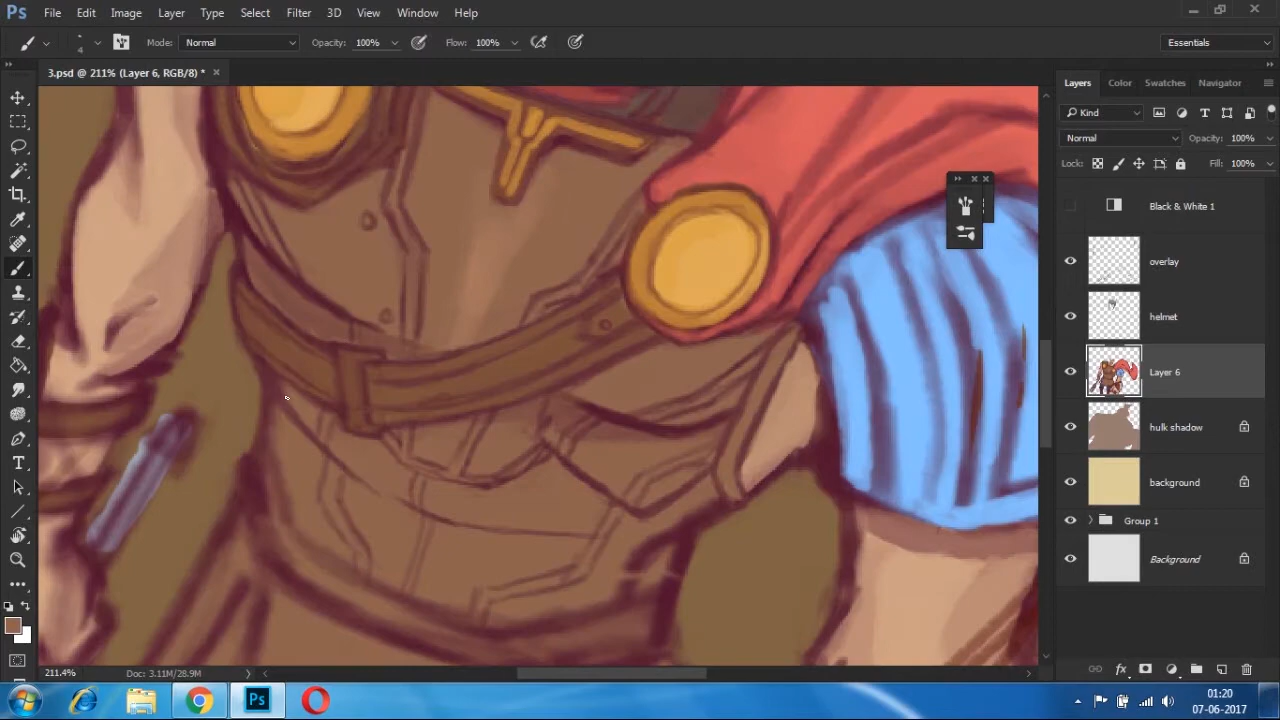 Ps File Edit Image Layer Type Select Filter 3D View Window Help
4 Mode: Normal Opacity: 100% Flow: 100% Essentials
3.psd @ 211% (Layer 6, RGB/8) * ×
Layers Color Swatches Navigator
Kind
Normal Opacity: 100%
Lock: Fill: 100%
Black & White 1
overlay
helmet
Layer 6
hulk shadow
background
Group 1
Background
211.4% Doc: 3.11M/28.9M
Ps
01:20
07-06-2017